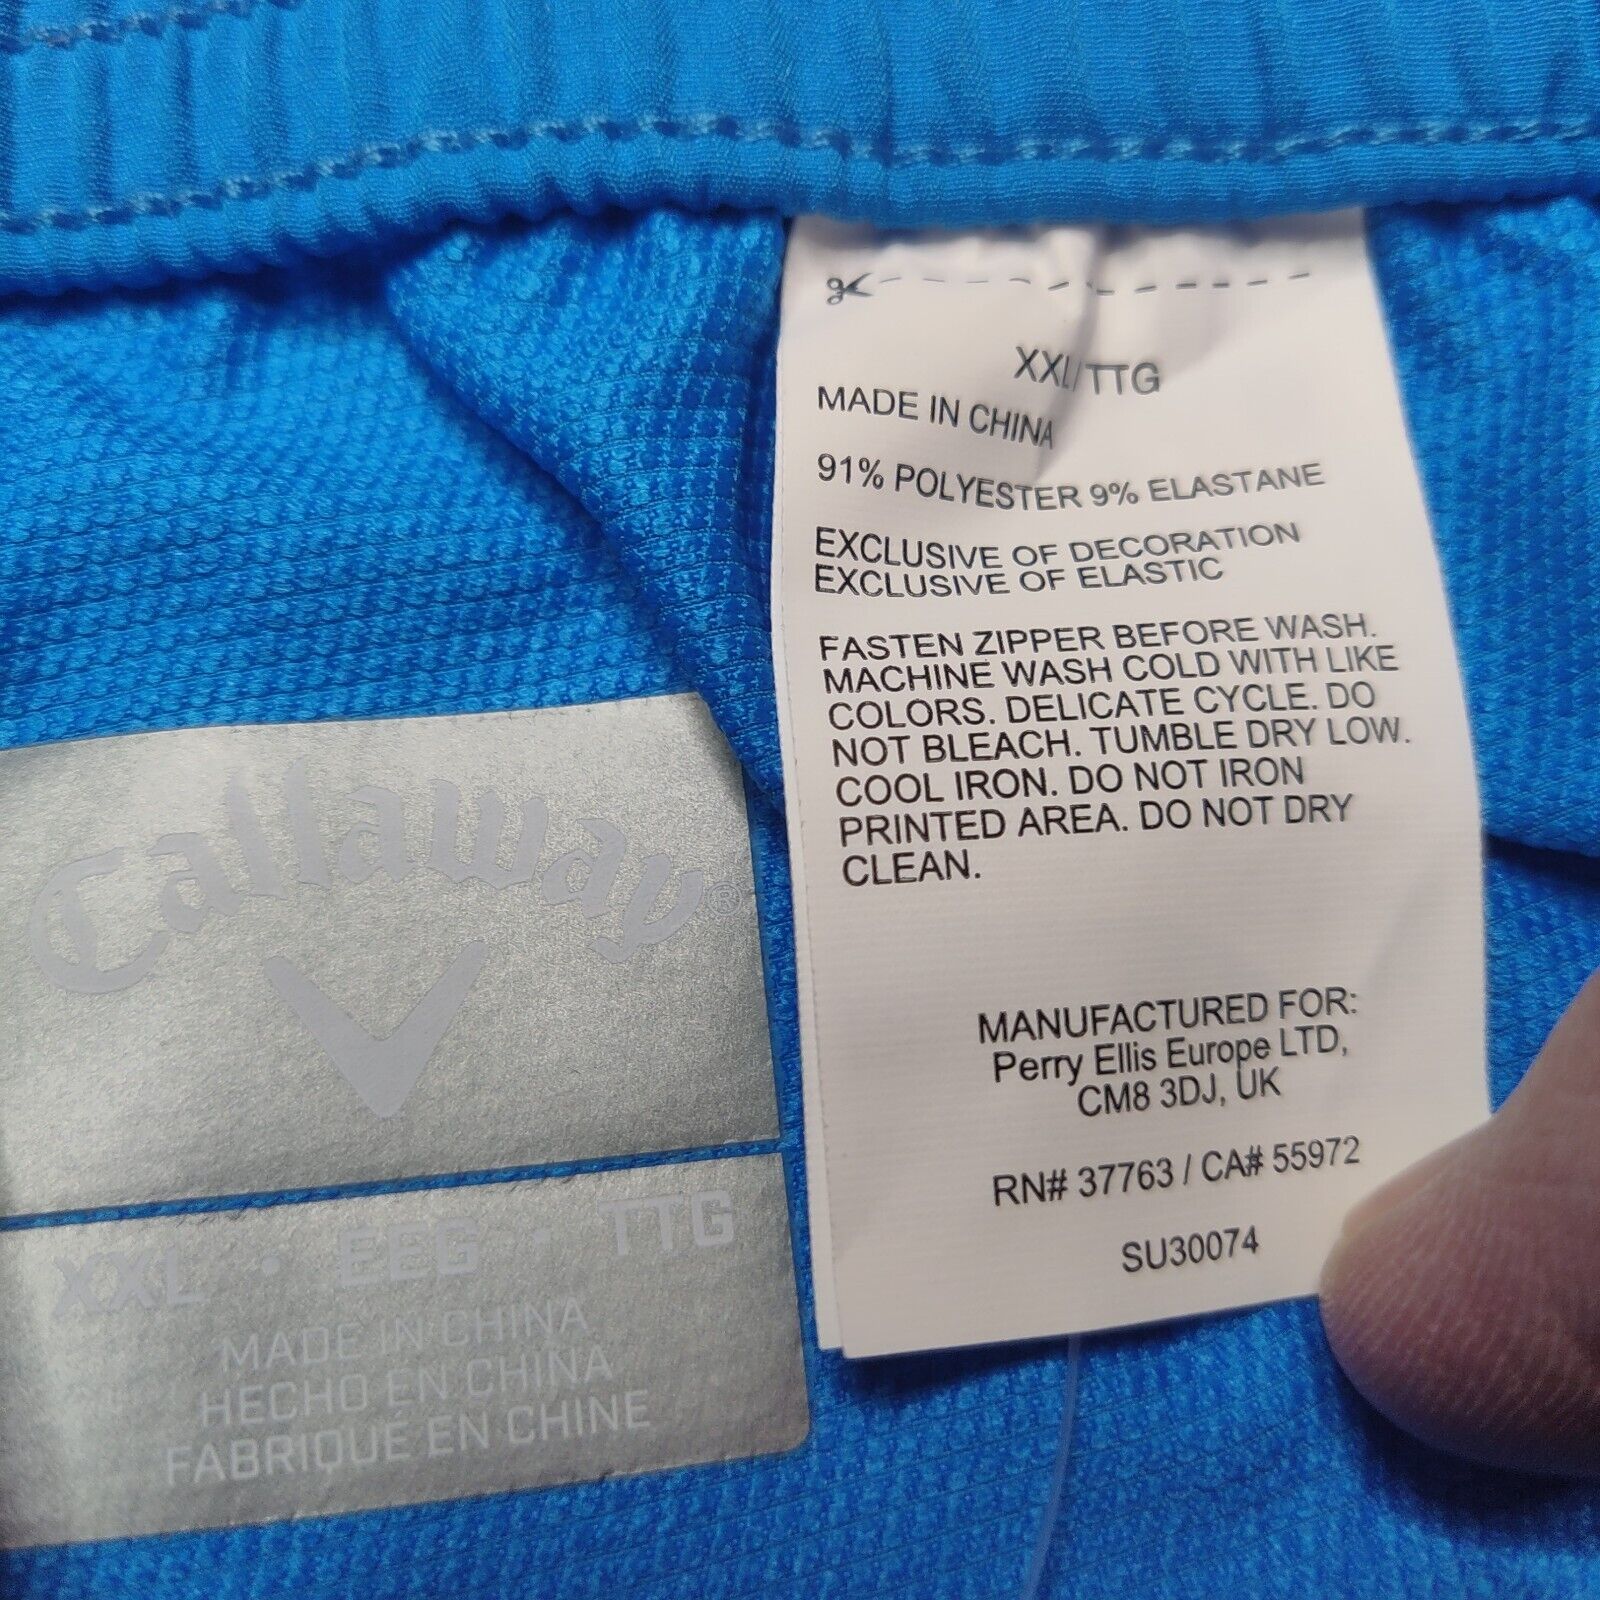 XXL/TTG
MADE IN CHINA
91% POLYESTER 9% ELASTANE
EXCLUSIVE OF DECORATION
EXCLUSIVE OF ELASTIC
FASTEN ZIPPER BEFORE WASH.
MACHINE WASH COLD WITH LIKE
COLORS. DELICATE CYCLE. DO
NOT BLEACH. TUMBLE DRY LOW.
COOL IRON. DO NOT IRON
PRINTED AREA. DO NOT DRY
CLEAN.
MANUFACTURED FOR:
Perry Ellis Europe LTD,
CM8 3DJ, UK
RN# 37763 / CA# 55972
SU30074
Callaway®
XXL · EEG · TTG
MADE IN CHINA
HECHO EN CHINA
FABRIQUÉ EN CHINE